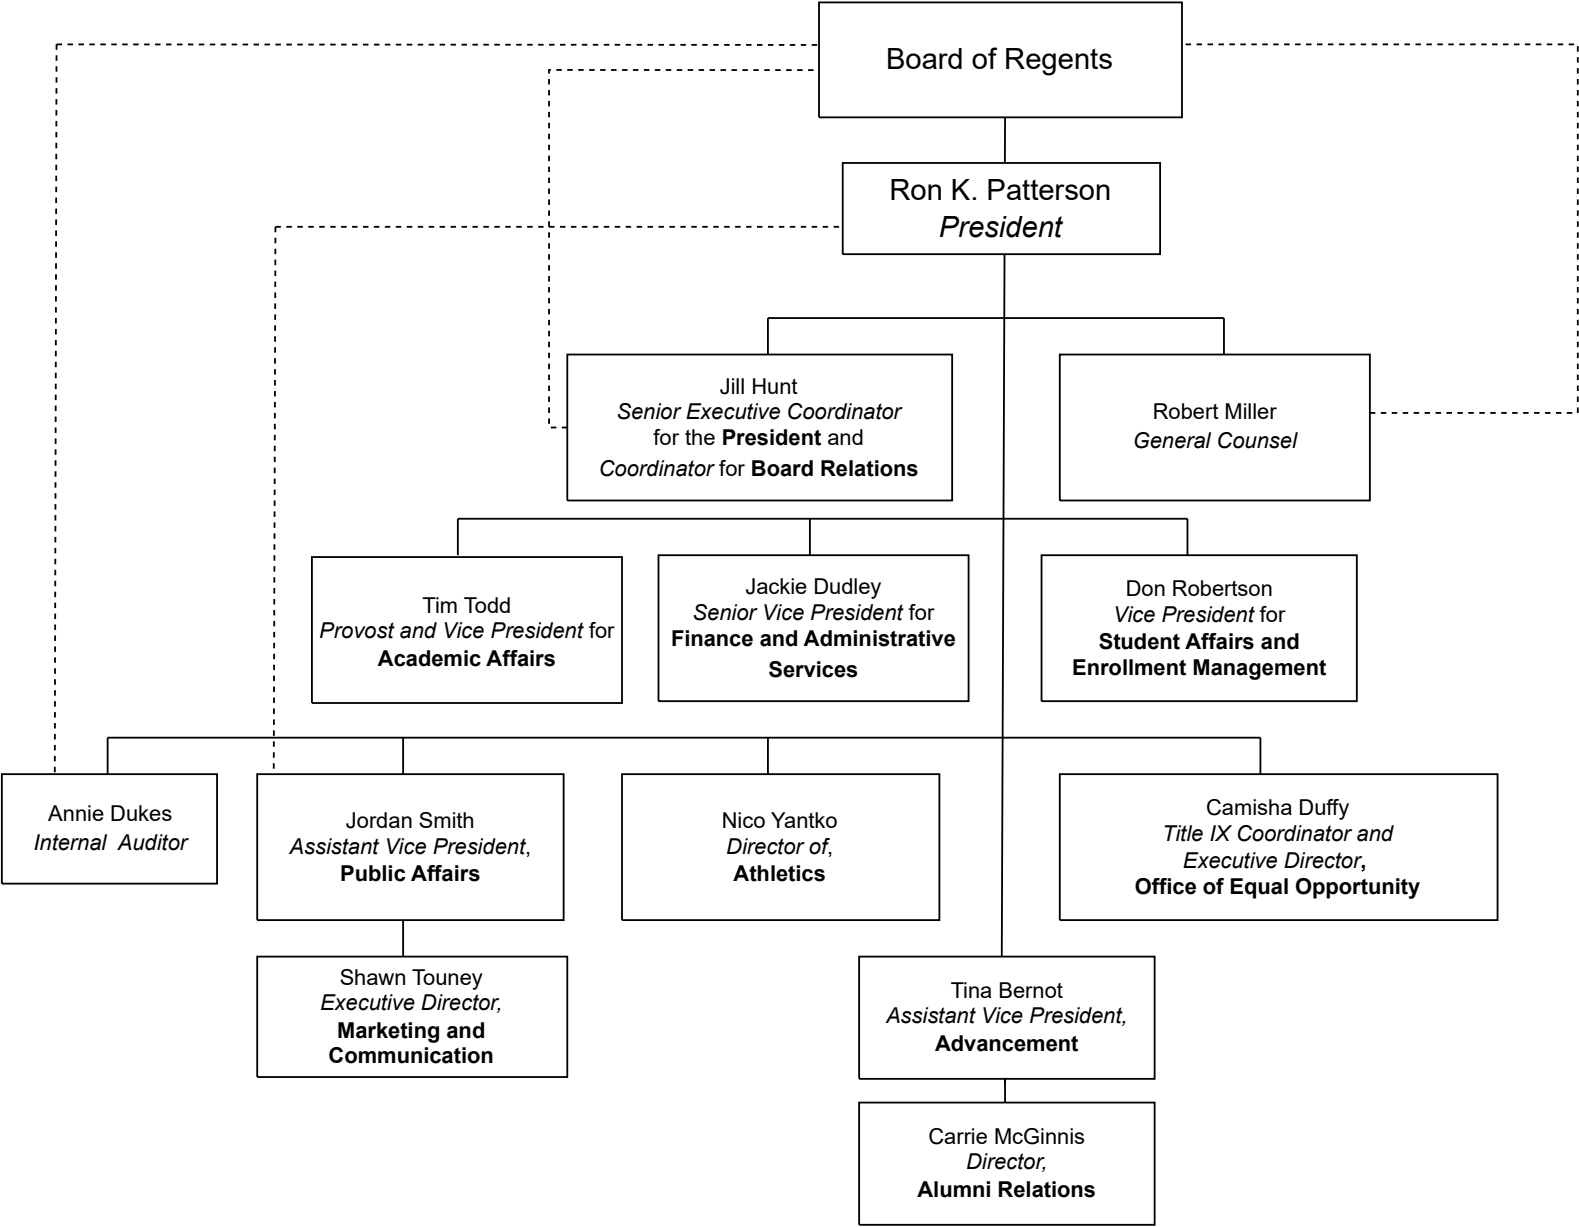 Board of Regents
Ron K. Patterson
President
Jill Hunt
Senior Executive Coordinator
for the President and
Coordinator for Board Relations
Robert Miller
General Counsel
Tim Todd
Provost and Vice President for
Academic Affairs
Jackie Dudley
Senior Vice President for
Finance and Administrative
Services
Don Robertson
Vice President for
Student Affairs and
Enrollment Management
Annie Dukes
Internal Auditor
Jordan Smith
Assistant Vice President,
Public Affairs
Nico Yantko
Director of,
Athletics
Camisha Duffy
Title IX Coordinator and
Executive Director,
Office of Equal Opportunity
Shawn Touney
Executive Director,
Marketing and
Communication
Tina Bernot
Assistant Vice President,
Advancement
Carrie McGinnis
Director,
Alumni Relations